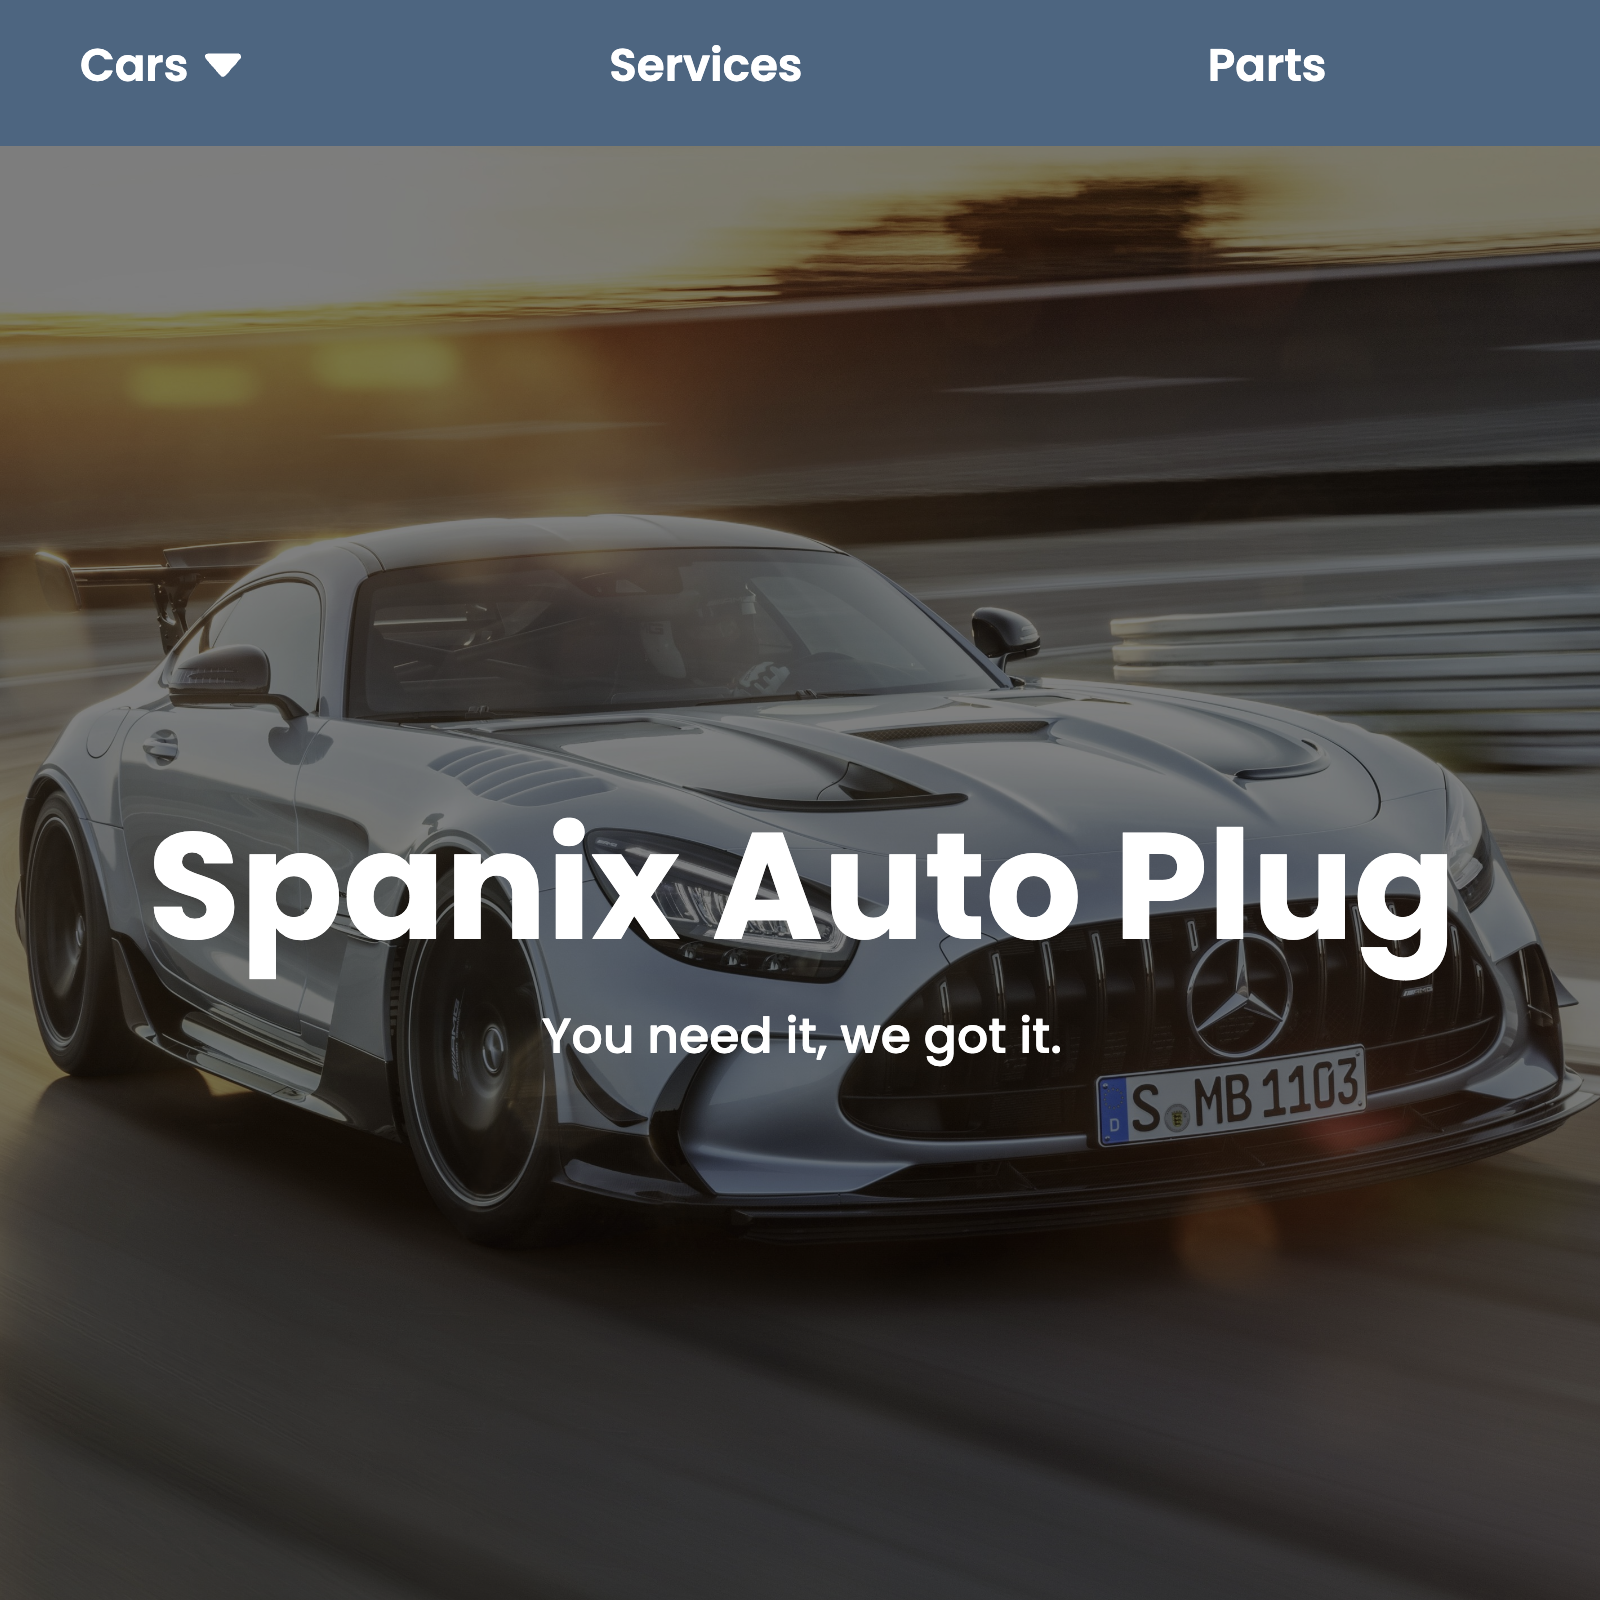 Cars
Services
Parts
Spanix Auto Plug
You need it, we got it.
S MB 1103
D